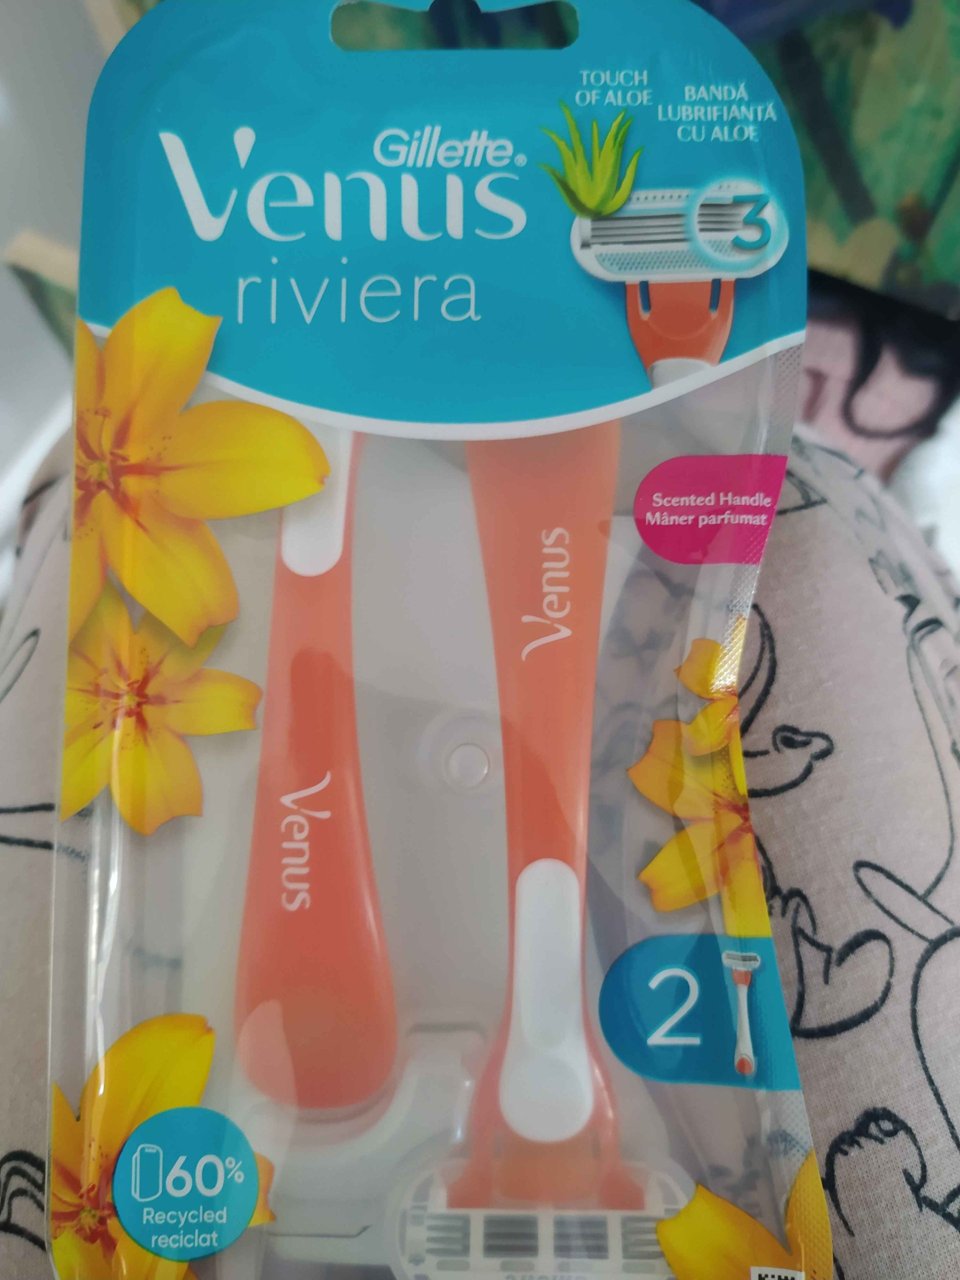 TOUCH
OF ALOE
BANDĂ
LUBRIFIANTĂ
CU ALOE
Gillette®
Venus
riviera
3
Scented Handle
Mâner parfumat
Venus
Venus
2
60%
Recycled
reciclat